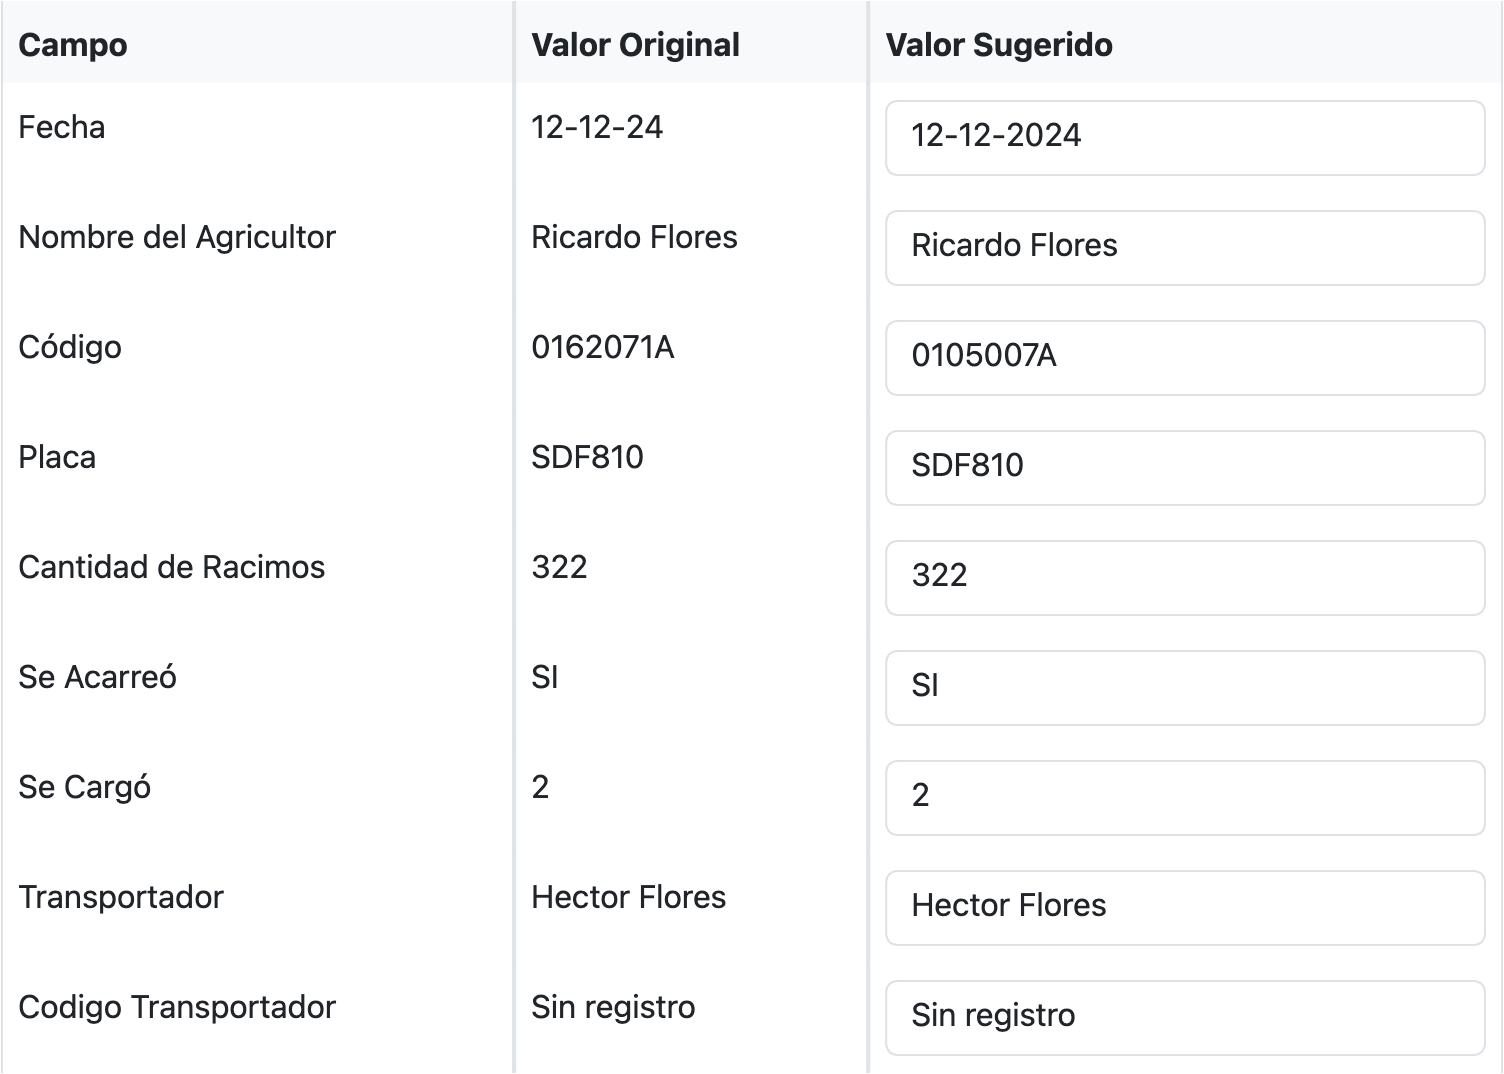 Campo Valor Original Valor Sugerido
Fecha 12-12-24 12-12-2024
Nombre del Agricultor Ricardo Flores Ricardo Flores
Código 0162071A 0105007A
Placa SDF810 SDF810
Cantidad de Racimos 322 322
Se Acarreó SI SI
Se Cargó 2 2
Transportador Hector Flores Hector Flores
Codigo Transportador Sin registro Sin registro